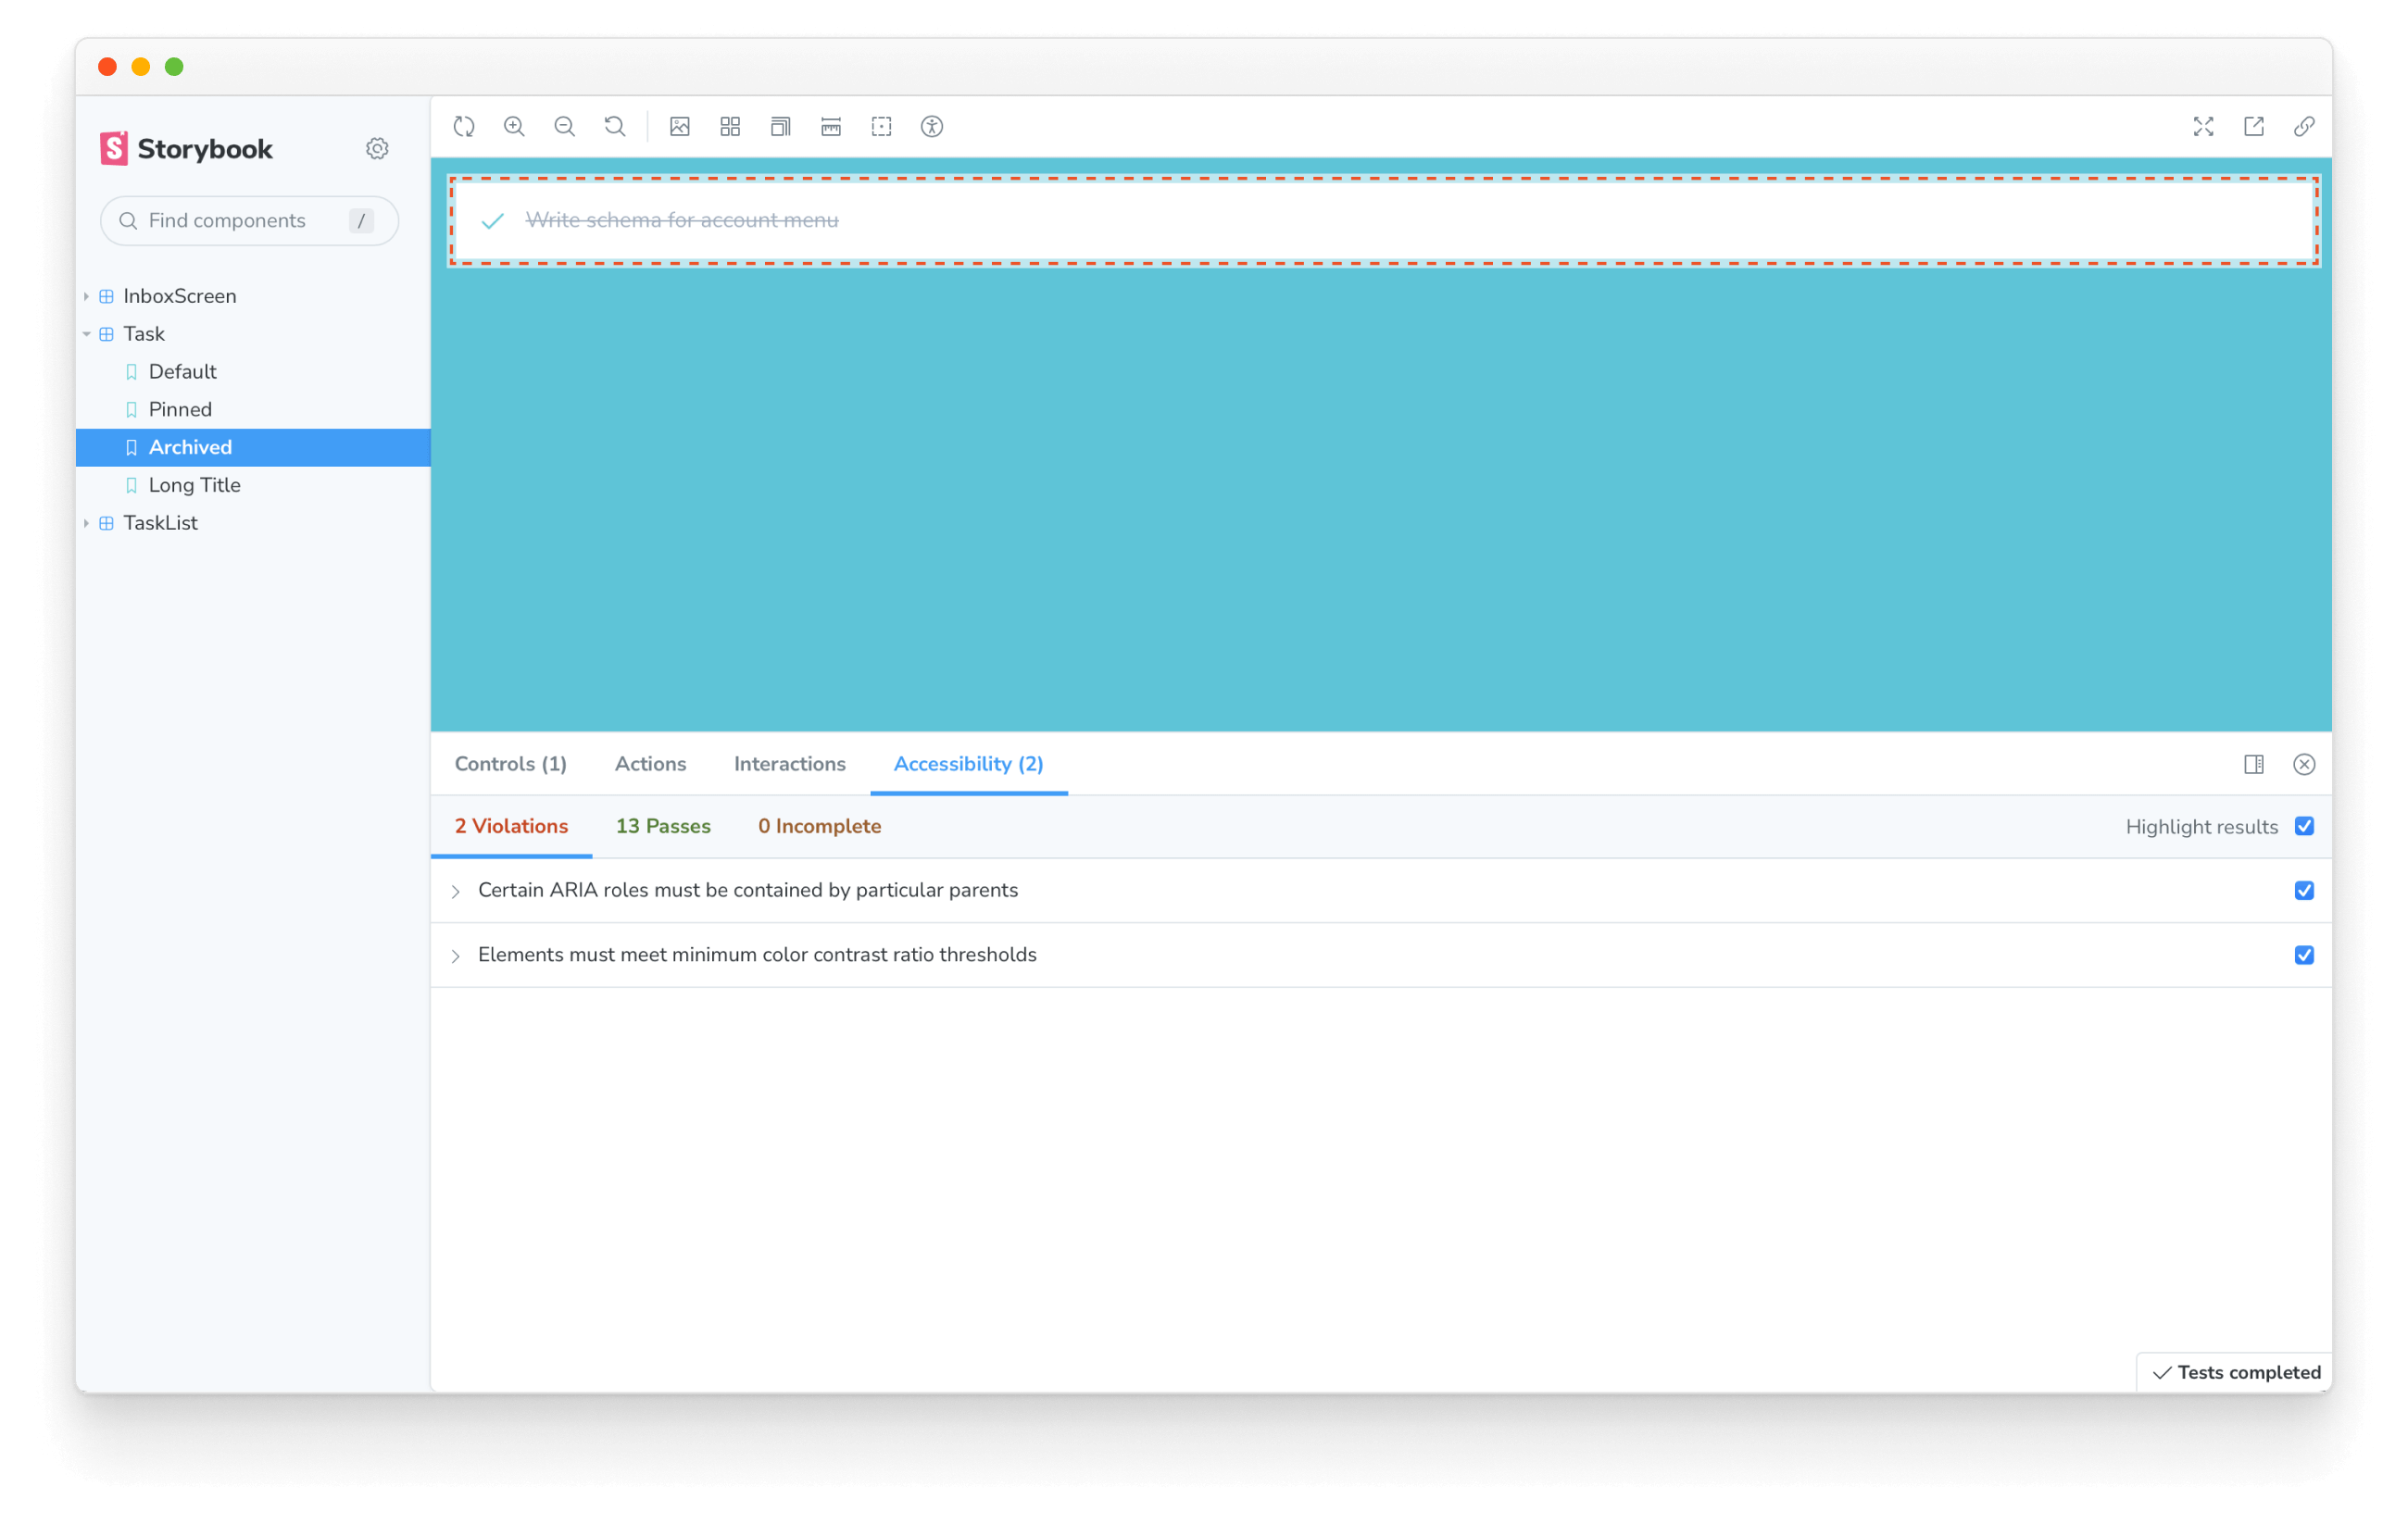 Storybook
Find components /
InboxScreen
Task
Default
Pinned
Archived
Long Title
TaskList
Write schema for account menu
Controls (1) Actions Interactions Accessibility (2)
2 Violations 13 Passes 0 Incomplete Highlight results
Certain ARIA roles must be contained by particular parents
Elements must meet minimum color contrast ratio thresholds
Tests completed